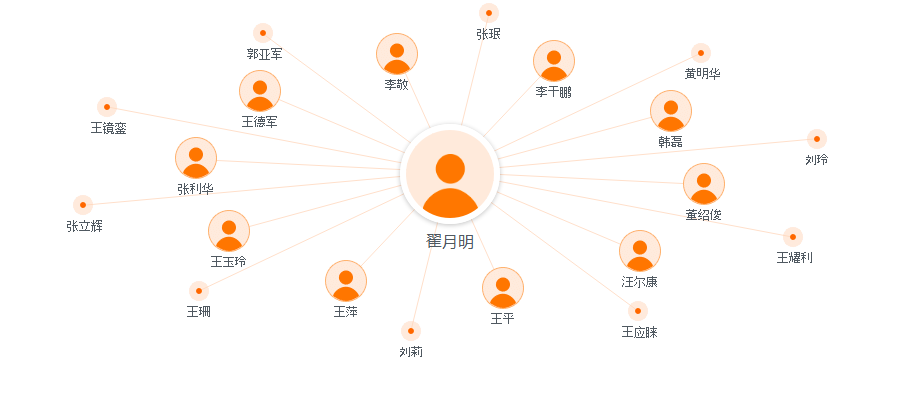 张珉
郭亚军
李敬
黄明华
李干鹏
王德军
王镜銮
韩磊
刘玲
张利华
董绍俊
张立辉
翟月明
王玉玲
王耀利
汪尔康
王珊
王萍
王平
王应睐
刘莉